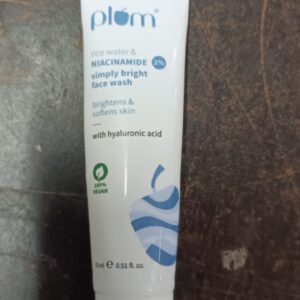 plum
rice water &
NIACINAMIDE 2%
simply bright
face wash
brightens &
softens skin
with hyaluronic acid
100%
VEGAN
ml e 0.51 fl. oz.